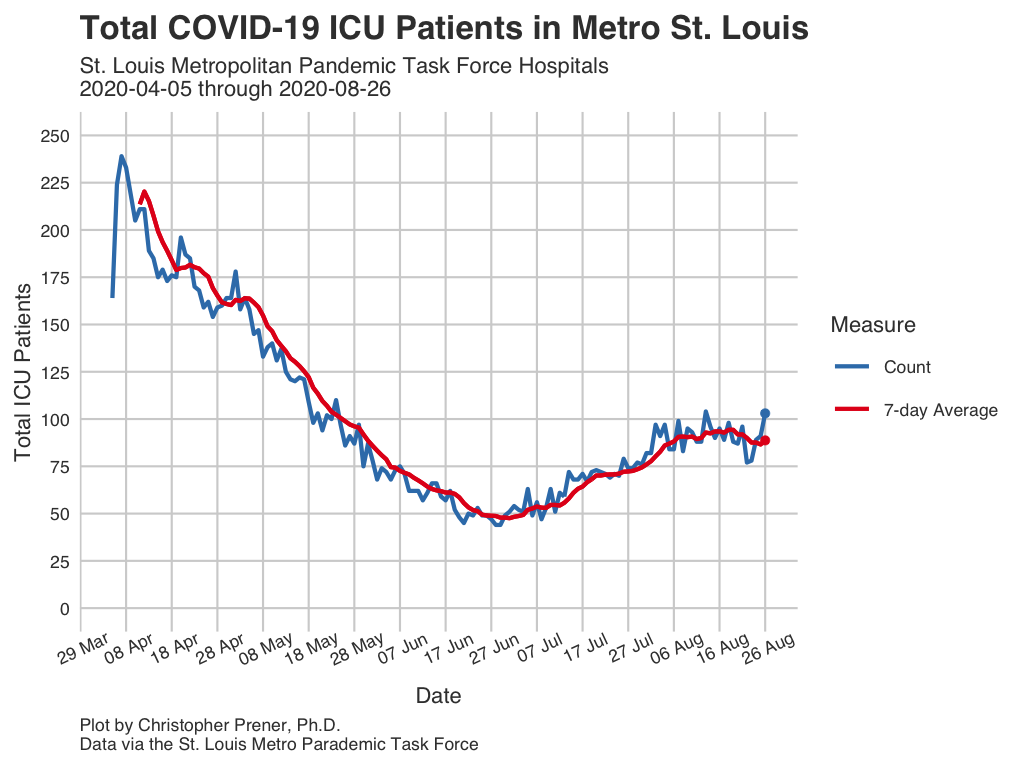 Total COVID-19 ICU Patients in Metro St. Louis
St. Louis Metropolitan Pandemic Task Force Hospitals
2020-04-05 through 2020-08-26
250
225
200
175
150
125
100
75
50
25
0
Total ICU Patients
29 Mar
08 Apr
18 Apr
28 Apr
08 May
18 May
28 May
07 Jun
17 Jun
27 Jun
07 Jul
17 Jul
27 Jul
06 Aug
16 Aug
26 Aug
Date
Measure
Count
7-day Average
Plot by Christopher Prener, Ph.D.
Data via the St. Louis Metro Parademic Task Force